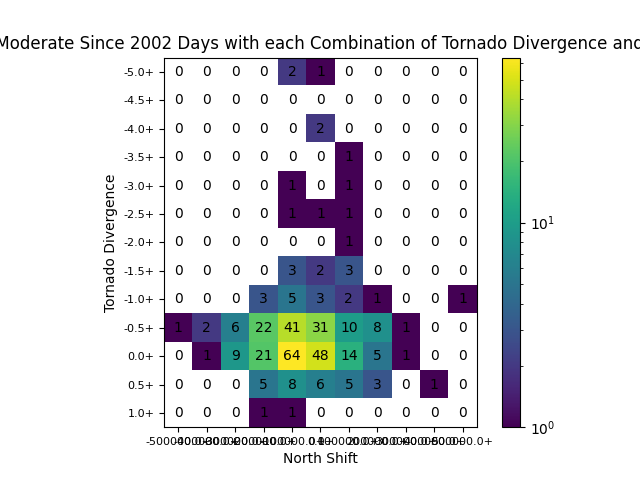 Moderate Since 2002 Days with each Combination of Tornado Divergence and
-5.0+ 0 0 0 0 2 1 0 0 0 0 0
-4.5+ 0 0 0 0 0 0 0 0 0 0 0
-4.0+ 0 0 0 0 0 2 0 0 0 0 0
-3.5+ 0 0 0 0 0 0 1 0 0 0 0
-3.0+ 0 0 0 0 1 0 1 0 0 0 0
-2.5+ 0 0 0 0 1 1 1 0 0 0 0
-2.0+ 0 0 0 0 0 0 1 0 0 0 0
-1.5+ 0 0 0 0 3 2 3 0 0 0 0
-1.0+ 0 0 0 3 5 3 2 1 0 0 1
-0.5+ 1 2 6 22 41 31 10 8 1 0 0
0.0+ 0 1 9 21 64 48 14 5 1 0 0
0.5+ 0 0 0 5 8 6 5 3 0 1 0
1.0+ 0 0 0 1 1 0 0 0 0 0 0
North Shift
Tornado Divergence
10¹
10⁰